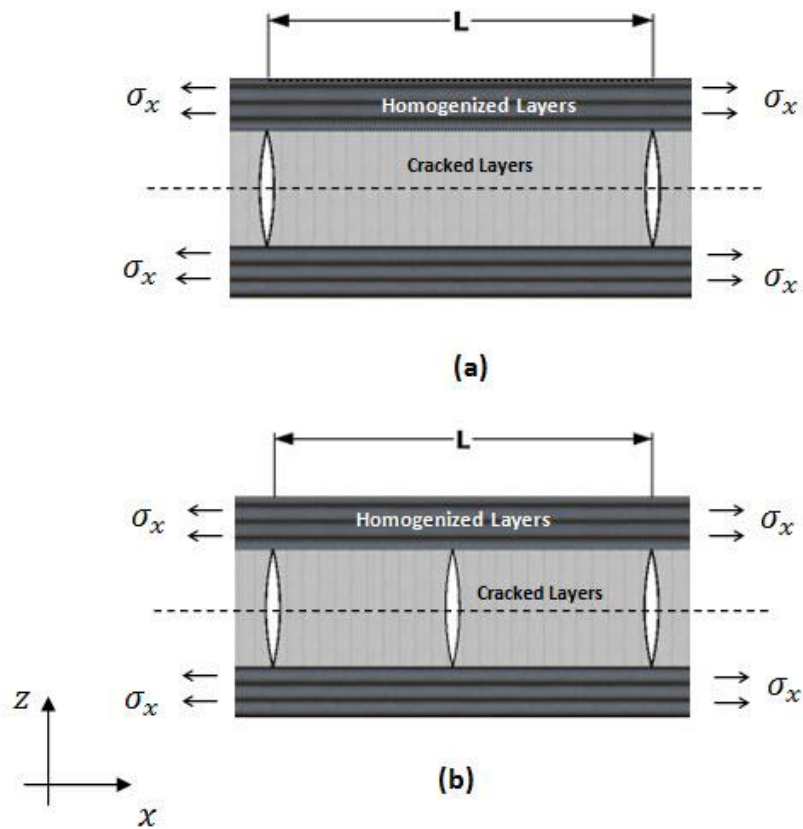 L
σₓ Homogenized Layers σₓ
Cracked Layers
σₓ σₓ
(a)
L
σₓ Homogenized Layers σₓ
Cracked Layers
σₓ σₓ
z
(b)
x